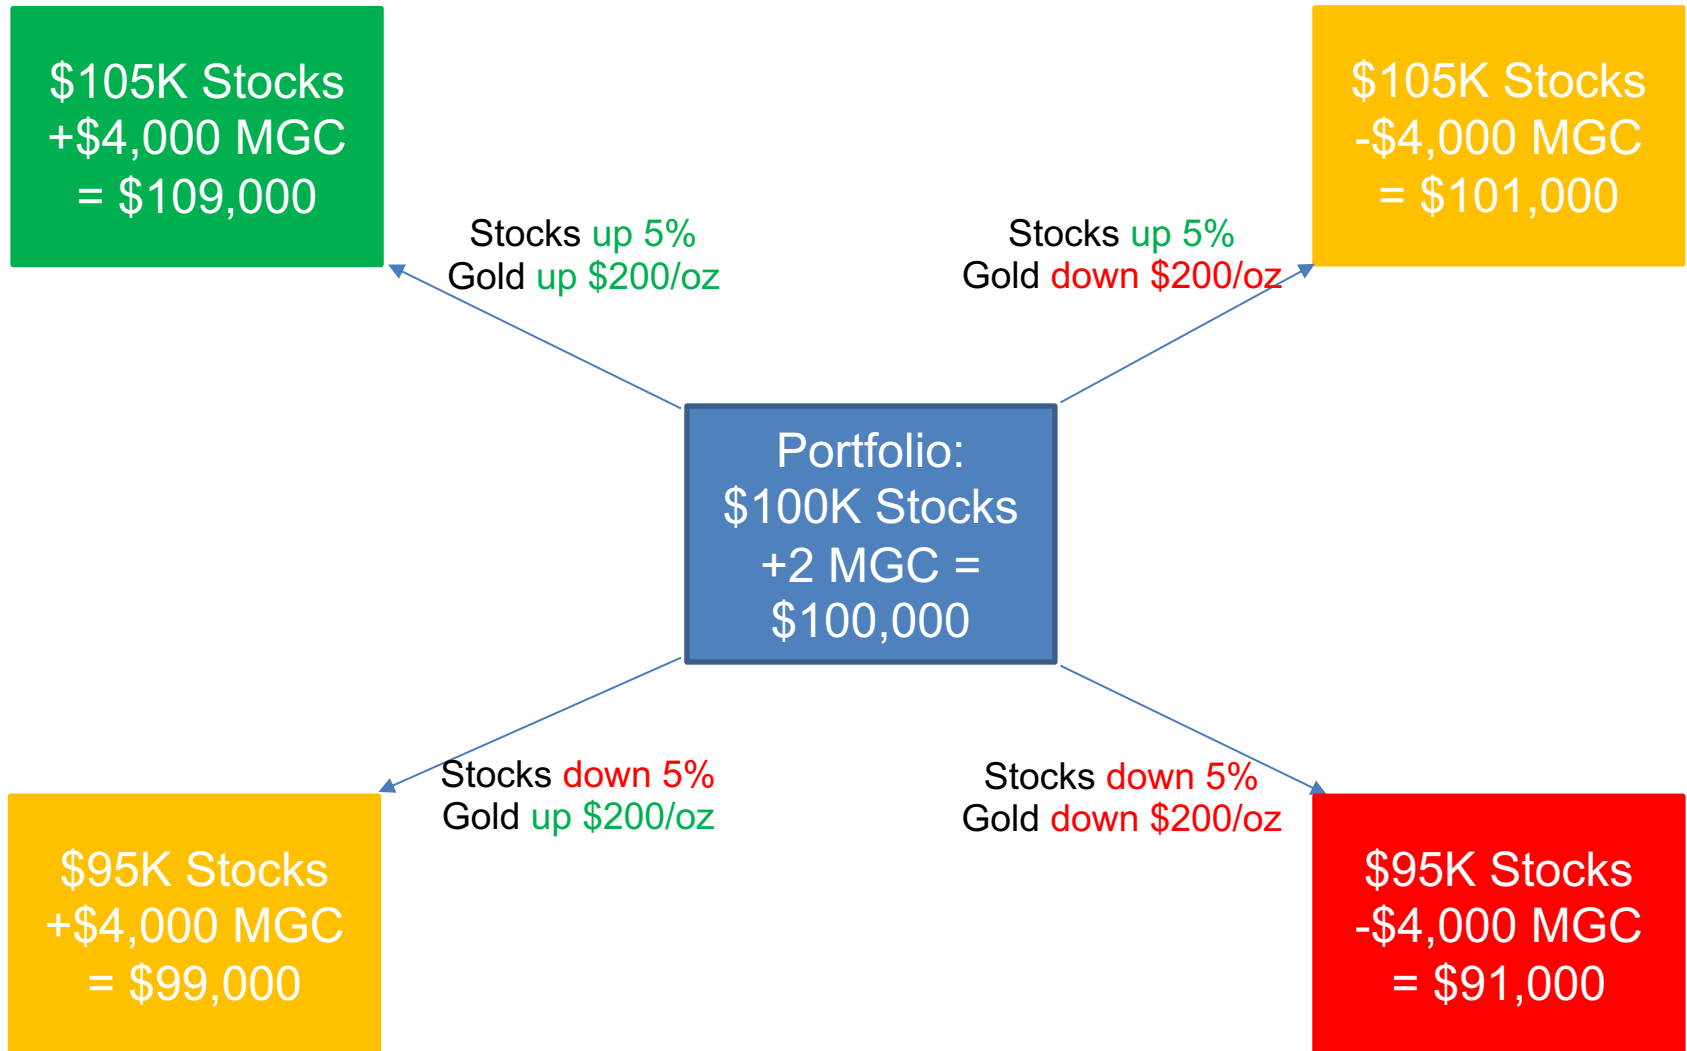 $105K Stocks
+$4,000 MGC
= $109,000
$105K Stocks
-$4,000 MGC
= $101,000
Stocks up 5%
Gold up $200/oz
Stocks up 5%
Gold down $200/oz
Portfolio:
$100K Stocks
+2 MGC =
$100,000
Stocks down 5%
Gold up $200/oz
Stocks down 5%
Gold down $200/oz
$95K Stocks
+$4,000 MGC
= $99,000
$95K Stocks
-$4,000 MGC
= $91,000